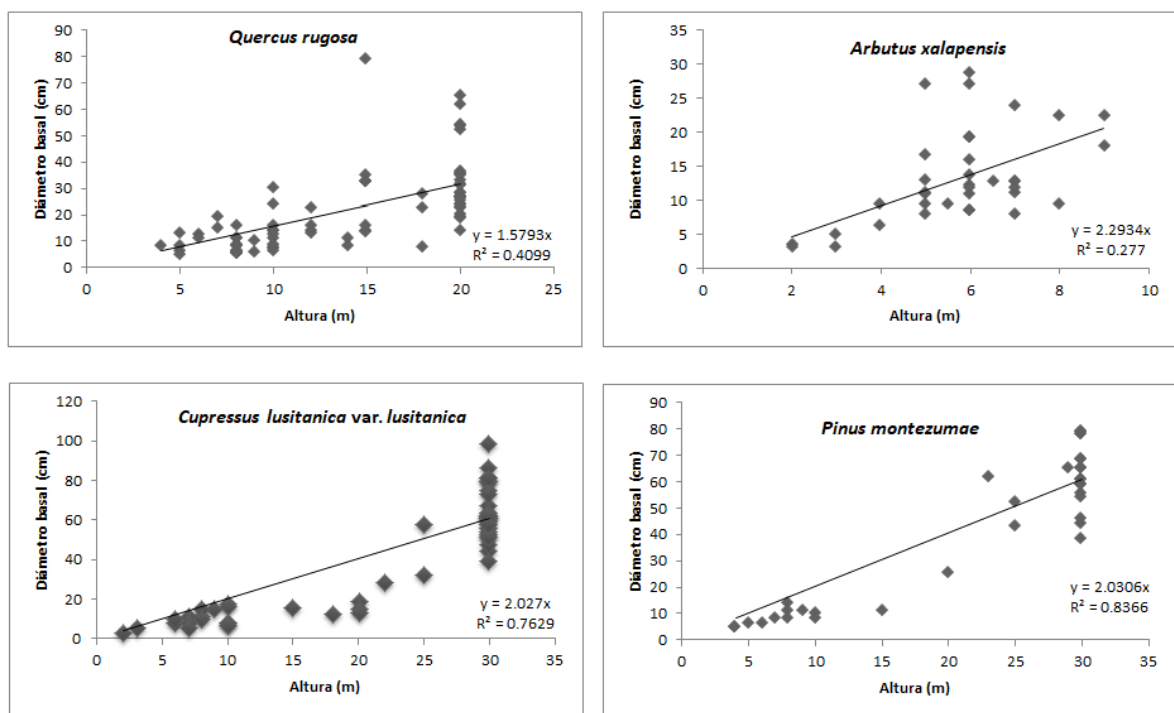 Quercus rugosa
90
80
70
60
50
40
30
20
10
0
Diámetro basal (cm)
0 5 10 15 20 25
Altura (m)
y = 1.5793x
R² = 0.4099
Arbutus xalapensis
35
30
25
20
15
10
5
0
Diámetro basal (cm)
0 2 4 6 8 10
Altura (m)
y = 2.2934x
R² = 0.277
Cupressus lusitanica var. lusitanica
120
100
80
60
40
20
0
Diámetro basal (cm)
0 5 10 15 20 25 30 35
Altura (m)
y = 2.027x
R² = 0.7629
Pinus montezumae
90
80
70
60
50
40
30
20
10
0
Diámetro basal (cm)
0 5 10 15 20 25 30 35
Altura (m)
y = 2.0306x
R² = 0.8366